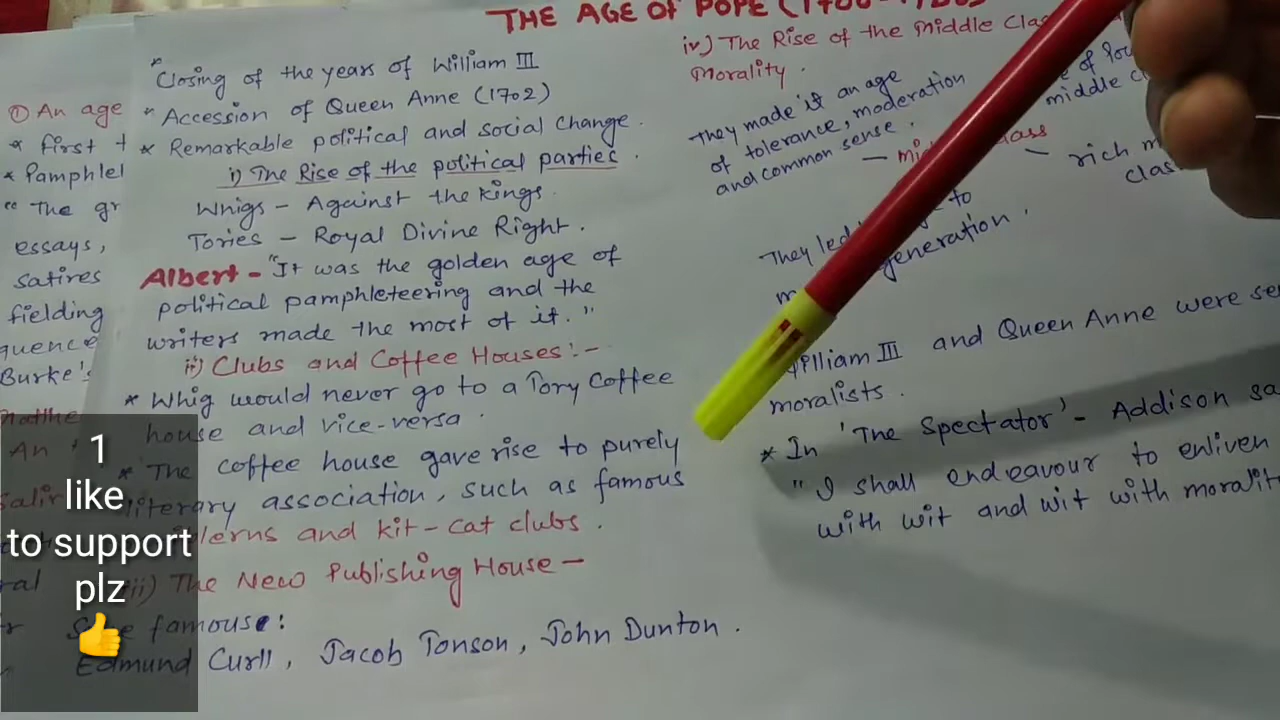 THE AGE OF POPE (1700-
① An age
* first
* Pamphlet
" The gr
essays,
satires
fielding
quence
Burke's
An
" Closing of the years of William III
* Accession of Queen Anne (1702)
* Remarkable political and social change.
i) The Rise of the political parties.
Whigs - Against the kings.
Tories - Royal Divine Right.
Albert - "It was the golden age of
political pamphleteering and the
writers made the most of it."
ii) Clubs and Coffee Houses:-
* Whig would never go to a Tory Coffee
house and vice-versa.
* The coffee house gave rise to purely
literary association, such as famous
and kit-cat clubs.
iii) The New Publishing House -
famous:
Edmund Curll, Jacob Tonson, John Dunton.
iv) The Rise of the Middle Class
Morality.
They made it an age
of tolerance, moderation
and common sense.
middle
rich
class
They led to
generation.
William III and Queen Anne were
moralists.
* In 'The Spectator' - Addison
" I shall endeavour to enliven
with wit and wit with
1
like
to support
plz
👍